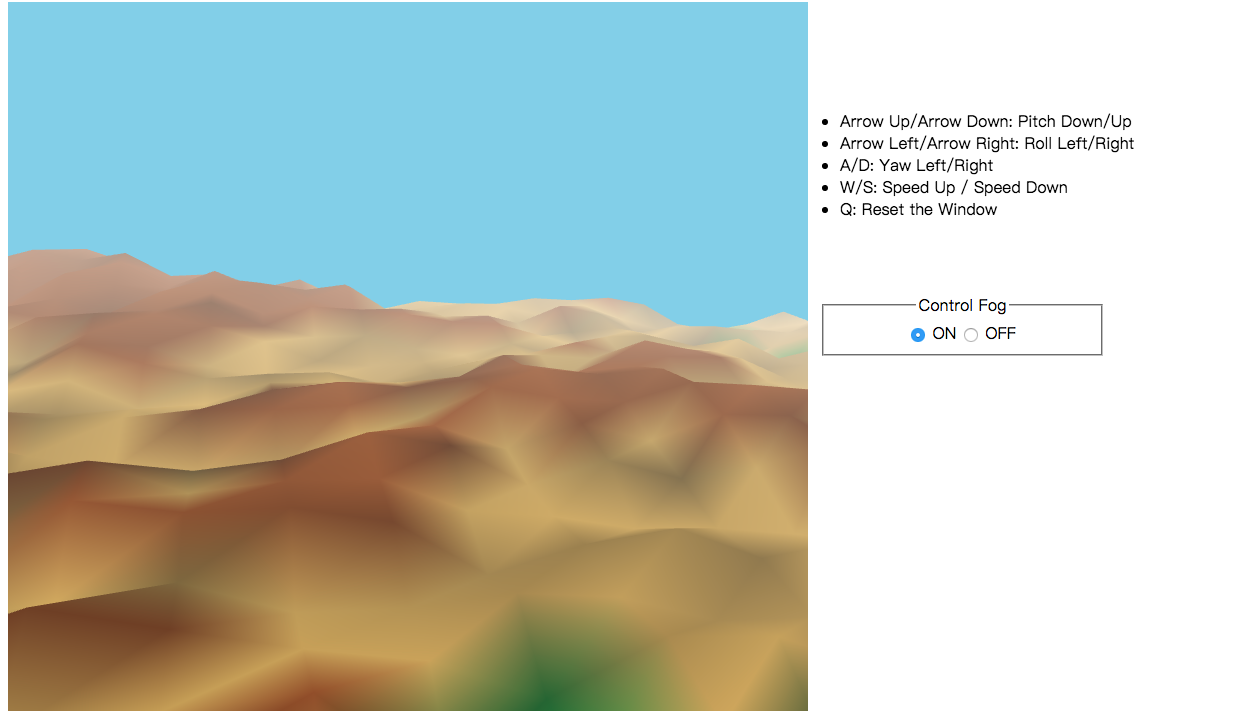 Arrow Up/Arrow Down: Pitch Down/Up
Arrow Left/Arrow Right: Roll Left/Right
A/D: Yaw Left/Right
W/S: Speed Up / Speed Down
Q: Reset the Window
Control Fog
ON OFF